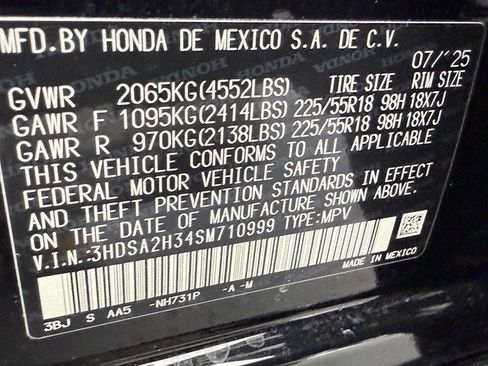 MFD. BY HONDA DE MEXICO S.A. DE C.V.
07/'25
GVWR 2065KG(4552LBS) TIRE SIZE RIM SIZE
GAWR F 1095KG(2414LBS) 225/55R18 98H 18X7J
GAWR R 970KG(2138LBS) 225/55R18 98H 18X7J
THIS VEHICLE CONFORMS TO ALL APPLICABLE
FEDERAL MOTOR VEHICLE SAFETY
AND THEFT PREVENTION STANDARDS IN EFFECT
ON THE DATE OF MANUFACTURE SHOWN ABOVE.
V.I.N.:3HDSA2H34SM710999 TYPE:MPV
3BJ S AA5 -NH731P -A -M
MADE IN MEXICO